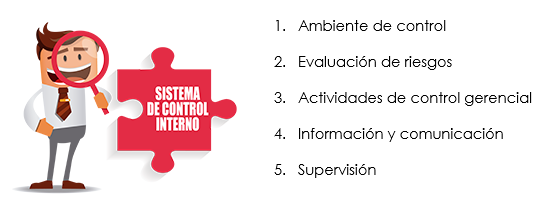 SISTEMA
DE CONTROL
INTERNO
1. Ambiente de control
2. Evaluación de riesgos
3. Actividades de control gerencial
4. Información y comunicación
5. Supervisión